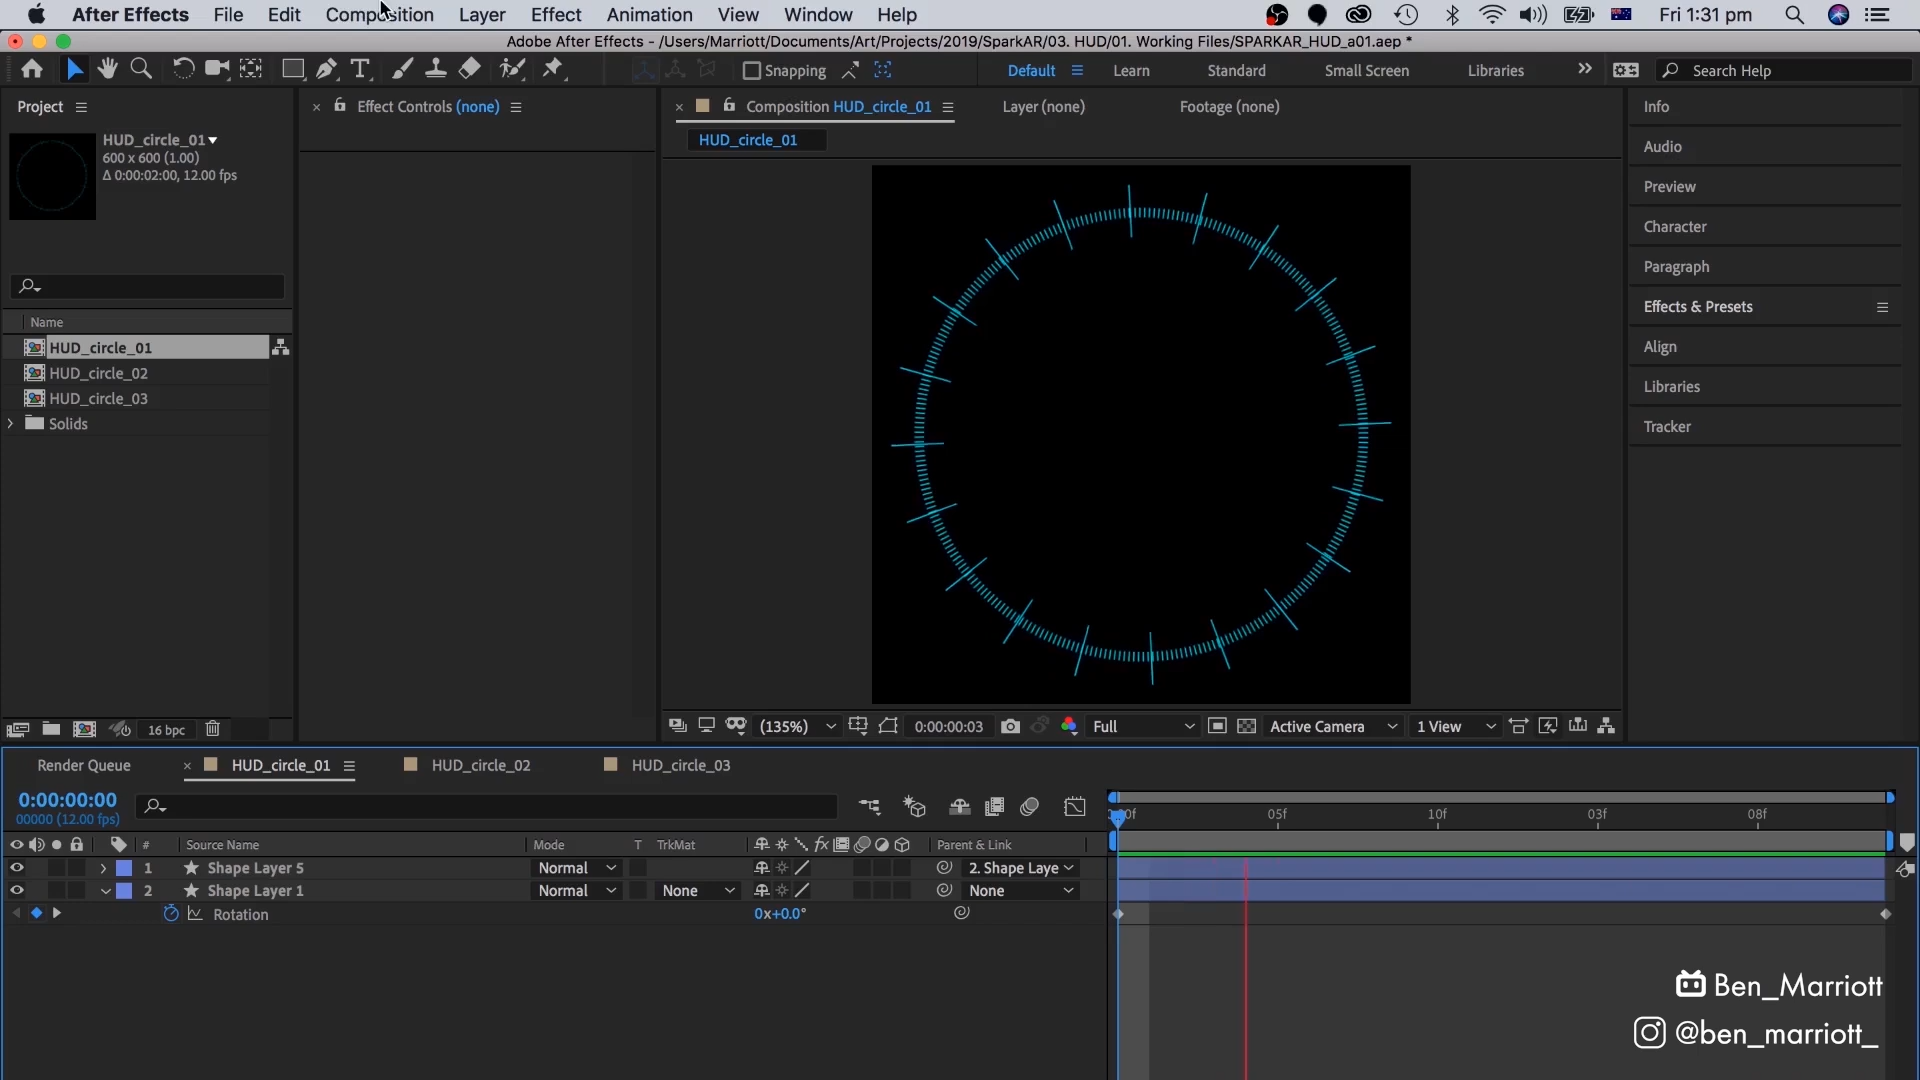 After Effects File Edit Composition Layer Effect Animation View Window Help Fri 1:31 pm
Adobe After Effects - /Users/Marriott/Documents/Art/Projects/2019/SparkAR/03. HUD/01. Working Files/SPARKAR_HUD_a01.aep *
Snapping Default Learn Standard Small Screen Libraries Search Help
Project
HUD_circle_01
600 x 600 (1.00)
Δ 0:00:02:00, 12.00 fps
Name
HUD_circle_01
HUD_circle_02
HUD_circle_03
Solids
16 bpc
Effect Controls (none)
Composition HUD_circle_01 Layer (none) Footage (none)
HUD_circle_01
(135%) 0:00:00:03 Full Active Camera 1 View
Info
Audio
Preview
Character
Paragraph
Effects & Presets
Align
Libraries
Tracker
Render Queue HUD_circle_01 HUD_circle_02 HUD_circle_03
0:00:00:00
00000 (12.00 fps)
05f 10f 03f 08f
# Source Name Mode T TrkMat fx Parent & Link
1 Shape Layer 5 Normal 2. Shape Laye
2 Shape Layer 1 Normal None None
Rotation 0x+0.0°
Ben_Marriott
@ben_marriott_